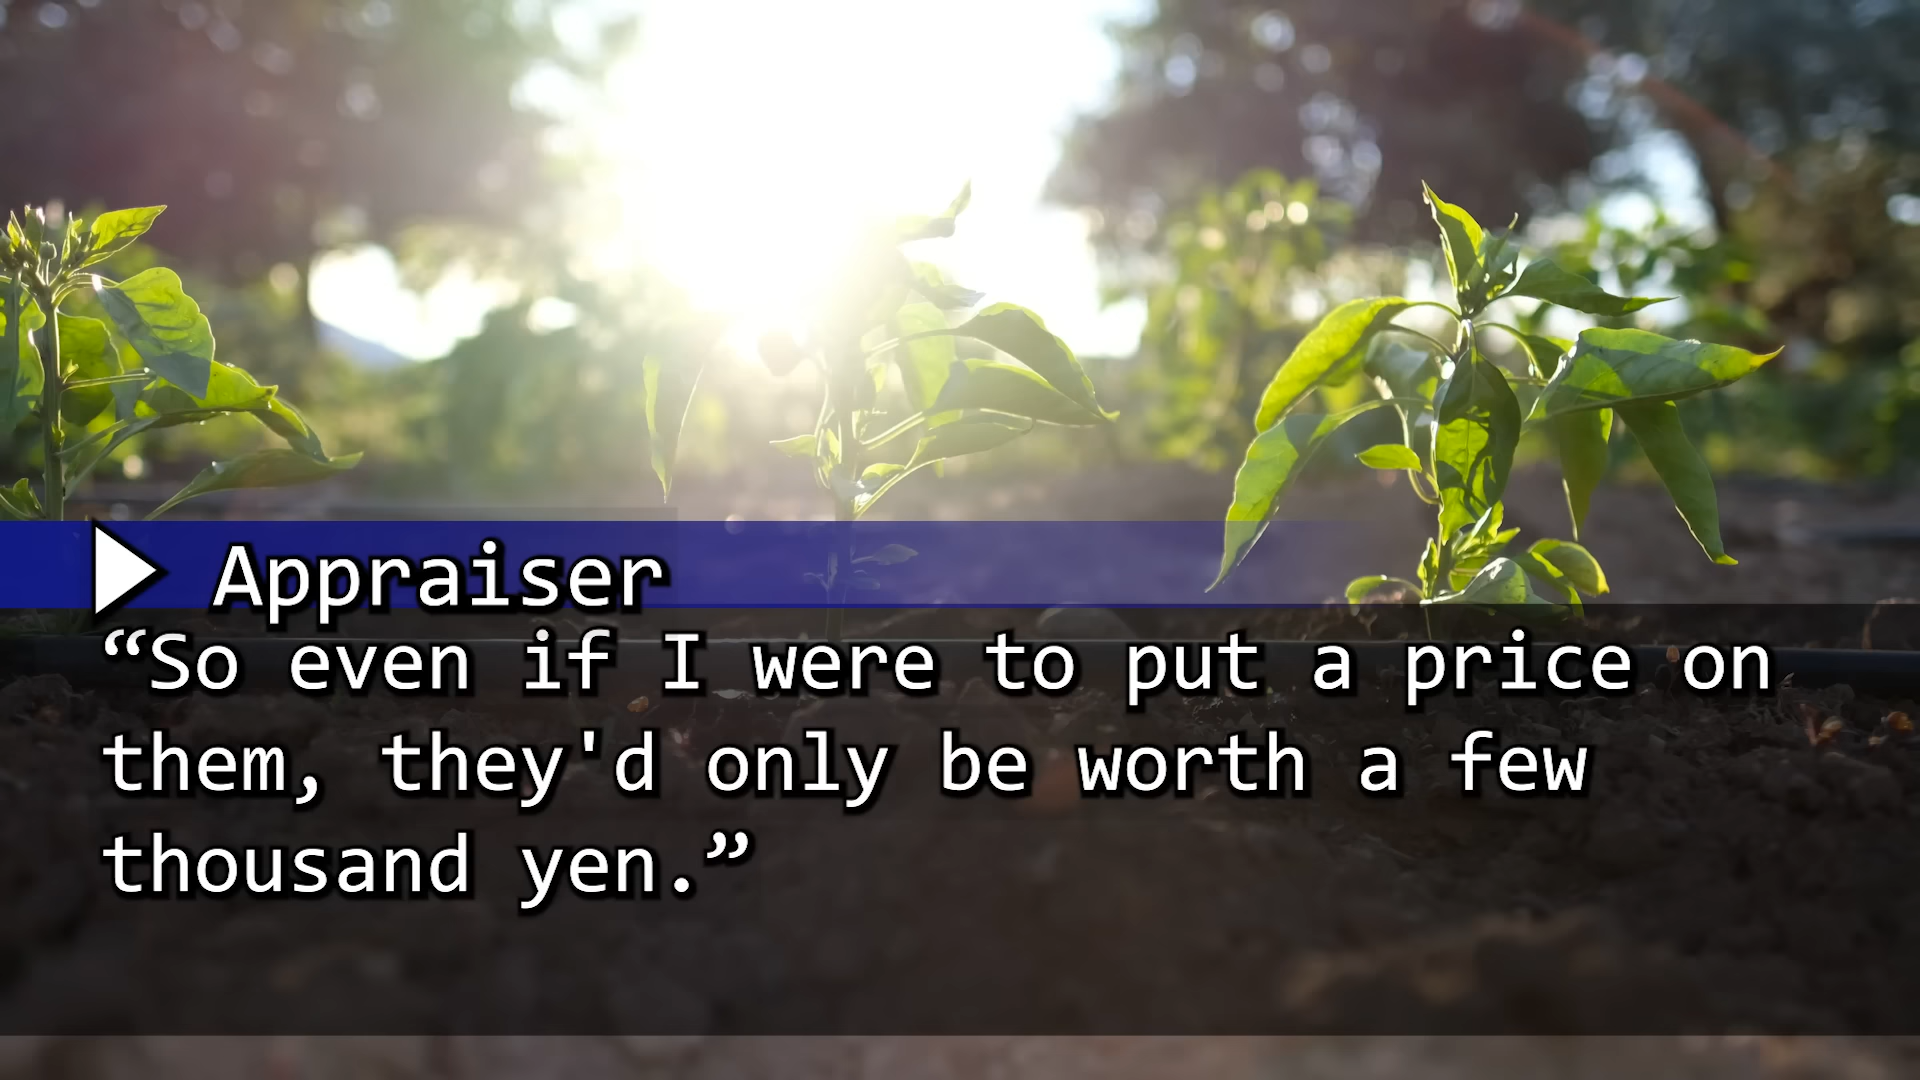 Appraiser
“So even if I were to put a price on
them, they'd only be worth a few
thousand yen.”